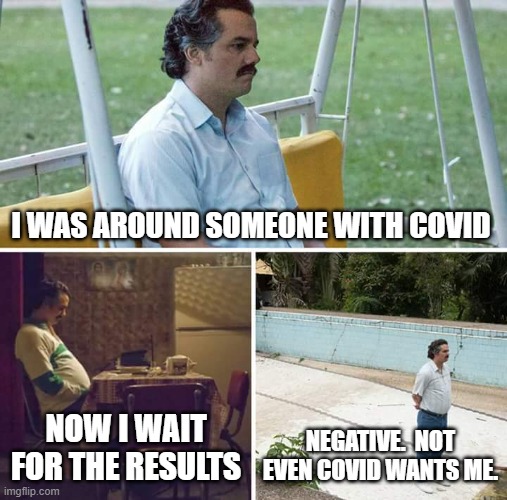 I WAS AROUND SOMEONE WITH COVID
NOW I WAIT
FOR THE RESULTS
NEGATIVE. NOT
EVEN COVID WANTS ME.
imgflip.com